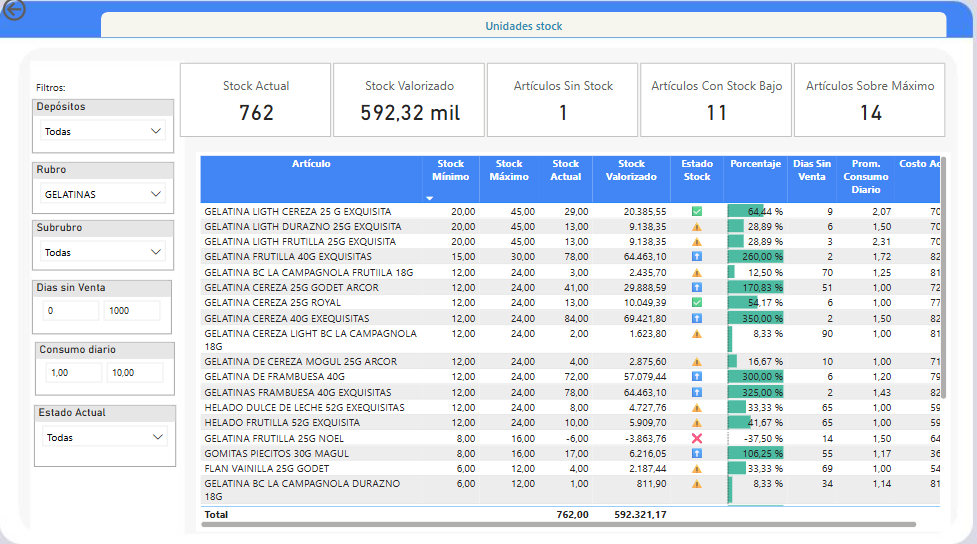 Unidades stock
Filtros:
Depósitos
Todas
Rubro
GELATINAS
Subrubro
Todas
Dias sin Venta
0 1000
Consumo diario
1,00 10,00
Estado Actual
Todas
Stock Actual
762
Stock Valorizado
592,32 mil
Artículos Sin Stock
1
Artículos Con Stock Bajo
11
Artículos Sobre Máximo
14
Artículo Stock Mínimo Stock Máximo Stock Actual Stock Valorizado Estado Stock Porcentaje Dias Sin Venta Prom. Consumo Diario Costo Ac
GELATINA LIGTH CEREZA 25 G EXQUISITA 20,00 45,00 29,00 20.385,55 64,44 % 9 2,07 70
GELATINA LIGTH DURAZNO 25G EXQUISITA 20,00 45,00 13,00 9.138,35 28,89 % 6 1,50 70
GELATINA LIGTH FRUTILLA 25G EXQUISITA 20,00 45,00 13,00 9.138,35 28,89 % 3 2,31 70
GELATINA FRUTILLA 40G EXQUISITAS 15,00 30,00 78,00 64.463,10 260,00 % 2 1,72 82
GELATINA BC LA CAMPAGNOLA FRUTIILA 18G 12,00 24,00 3,00 2.435,70 12,50 % 70 1,25 81
GELATINA CEREZA 25G GODET ARCOR 12,00 24,00 41,00 29.888,59 170,83 % 51 1,00 72
GELATINA CEREZA 25G ROYAL 12,00 24,00 13,00 10.049,39 54,17 % 6 1,00 77
GELATINA CEREZA 40G EXEQUISITAS 12,00 24,00 84,00 69.421,80 350,00 % 2 1,50 82
GELATINA CEREZA LIGHT BC LA CAMPAGNOLA 12,00 24,00 2,00 1.623,80 8,33 % 90 1,00 81
18G
GELATINA DE CEREZA MOGUL 25G ARCOR 12,00 24,00 4,00 2.875,60 16,67 % 10 1,00 71
GELATINA DE FRAMBUESA 40G 12,00 24,00 72,00 57.079,44 300,00 % 6 1,20 79
GELATINAS FRAMBUESA 40G EXQUISITAS 12,00 24,00 78,00 64.463,10 325,00 % 2 1,43 82
HELADO DULCE DE LECHE 52G EXEQUISITAS 12,00 24,00 8,00 4.727,76 33,33 % 65 1,00 59
HELADO FRUTILLA 52G EXQUISITA 12,00 24,00 10,00 5.909,70 41,67 % 65 1,00 59
GELATINA FRUTILLA 25G NOEL 8,00 16,00 -6,00 -3.863,76 -37,50 % 14 1,50 64
GOMITAS PIECITOS 30G MAGUL 8,00 16,00 17,00 6.216,05 106,25 % 55 1,17 36
FLAN VAINILLA 25G GODET 6,00 12,00 4,00 2.187,44 33,33 % 69 1,00 54
GELATINA BC LA CAMPAGNOLA DURAZNO 6,00 12,00 1,00 811,90 8,33 % 34 1,14 81
18G
Total 762,00 592.321,17